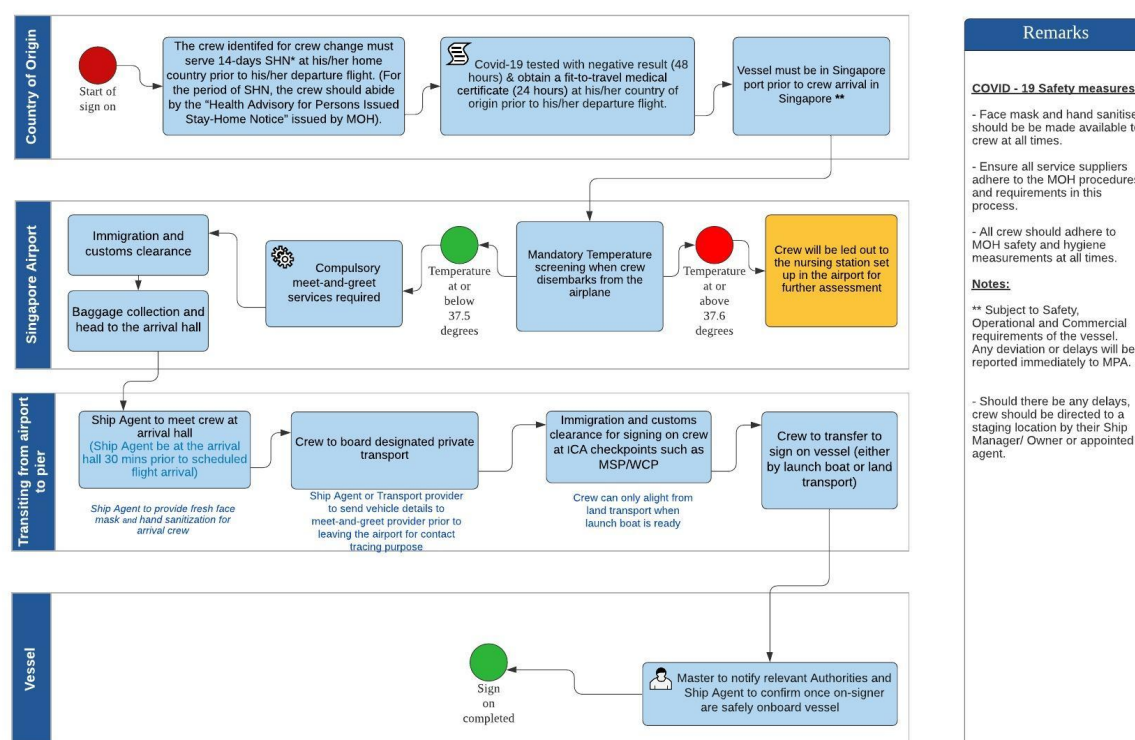 Country of Origin
Start of
sign on
The crew identifed for crew change must
serve 14-days SHN* at his/her home
country prior to his/her departure flight. (For
the period of SHN, the crew should abide
by the "Health Advisory for Persons Issued
Stay-Home Notice" issued by MOH).
Covid-19 tested with negative result (48
hours) & obtain a fit-to-travel medical
certificate (24 hours) at his/her country of
origin prior to his/her departure flight.
Vessel must be in Singapore
port prior to crew arrival in
Singapore **
Singapore Airport
Immigration and
customs clearance
Baggage collection and
head to the arrival hall
Compulsory
meet-and-greet
services required
Temperature
at or
below
37.5
degrees
Mandatory Temperature
screening when crew
disembarks from the
airplane
Temperature
at or
above
37.6
degrees
Crew will be led out to
the nursing station set
up in the airport for
further assessment
Transiting from airport
to pier
Ship Agent to meet crew at
arrival hall
(Ship Agent be at the arrival
hall 30 mins prior to scheduled
flight arrival)
Ship Agent to provide fresh face
mask and hand sanitization for
arrival crew
Crew to board designated private
transport
Ship Agent or Transport provider
to send vehicle details to
meet-and-greet provider prior to
leaving the airport for contact
tracing purpose
Immigration and customs
clearance for signing on crew
at ICA checkpoints such as
MSP/WCP
Crew can only alight from
land transport when
launch boat is ready
Crew to transfer to
sign on vessel (either
by launch boat or land
transport)
Vessel
Sign
on
completed
Master to notify relevant Authorities and
Ship Agent to confirm once on-signer
are safely onboard vessel
Remarks
COVID - 19 Safety measures
- Face mask and hand sanitise
should be be made available t
crew at all times.
- Ensure all service suppliers
adhere to the MOH procedures
and requirements in this
process.
- All crew should adhere to
MOH safety and hygiene
measurements at all times.
Notes:
** Subject to Safety,
Operational and Commercial
requirements of the vessel.
Any deviation or delays will be
reported immediately to MPA.
- Should there be any delays,
crew should be directed to a
staging location by their Ship
Manager/ Owner or appointed
agent.